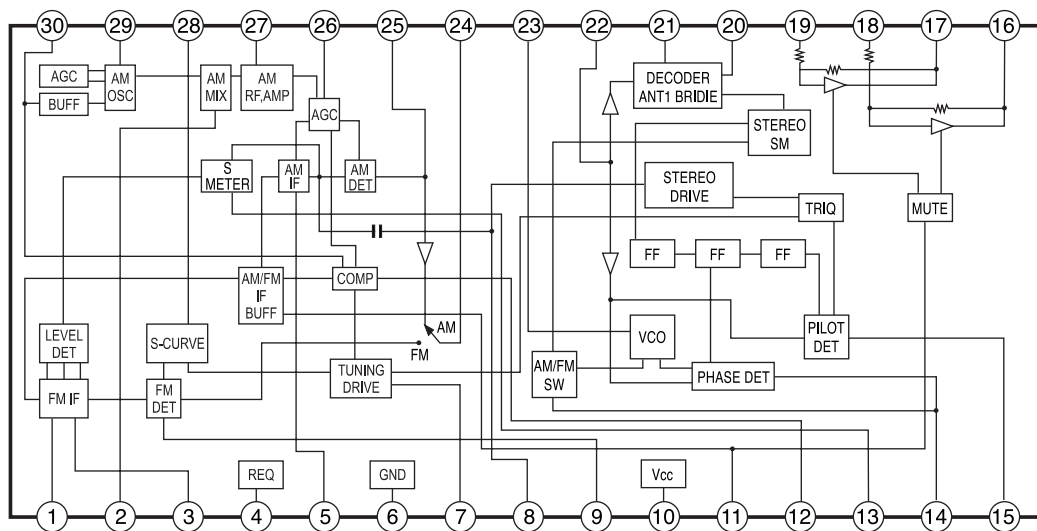 30 29 28 27 26 25 24 23 22 21 20 19 18 17 16
AGC
BUFF
AM
OSC
AM
MIX
AM
RF,AMP
AGC
DECODER
ANT1 BRIDIE
STEREO
SM
S
METER
AM
IF
AM
DET
STEREO
DRIVE
TRIQ
MUTE
FF
FF
FF
AM/FM
IF
BUFF
COMP
AM
FM
LEVEL
DET
S-CURVE
VCO
PILOT
DET
TUNING
DRIVE
AM/FM
SW
PHASE DET
FM IF
FM
DET
REQ
GND
Vcc
1 2 3 4 5 6 7 8 9 10 11 12 13 14 15